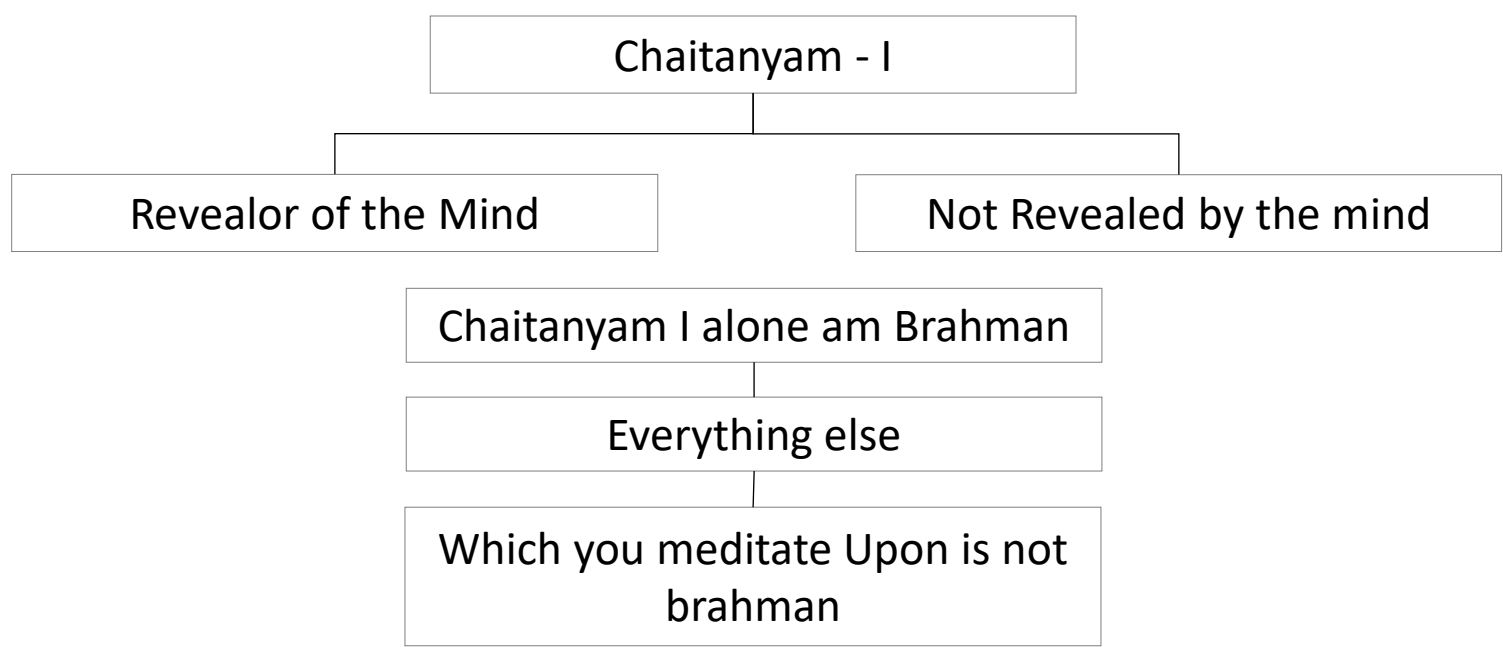 Chaitanyam - I
Revealor of the Mind
Not Revealed by the mind
Chaitanyam I alone am Brahman
Everything else
Which you meditate Upon is not
brahman